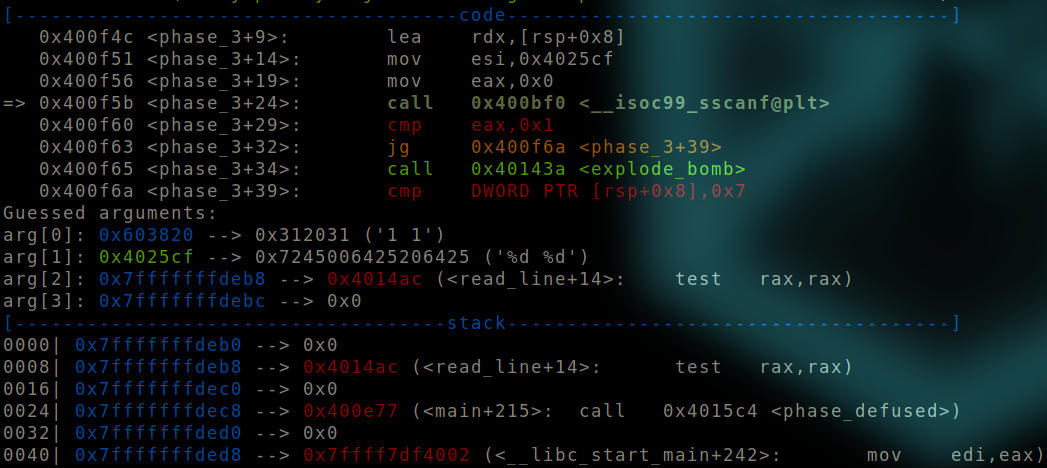 [-------------------------------------code-------------------------------------]
0x400f4c <phase_3+9>: lea rdx,[rsp+0x8]
0x400f51 <phase_3+14>: mov esi,0x4025cf
0x400f56 <phase_3+19>: mov eax,0x0
=> 0x400f5b <phase_3+24>: call 0x400bf0 <__isoc99_sscanf@plt>
0x400f60 <phase_3+29>: cmp eax,0x1
0x400f63 <phase_3+32>: jg 0x400f6a <phase_3+39>
0x400f65 <phase_3+34>: call 0x40143a <explode_bomb>
0x400f6a <phase_3+39>: cmp DWORD PTR [rsp+0x8],0x7
Guessed arguments:
arg[0]: 0x603820 --> 0x312031 ('1 1')
arg[1]: 0x4025cf --> 0x7245006425206425 ('%d %d')
arg[2]: 0x7fffffffdeb8 --> 0x4014ac (<read_line+14>: test rax,rax)
arg[3]: 0x7fffffffdebc --> 0x0
[------------------------------------stack-------------------------------------]
0000| 0x7fffffffdeb0 --> 0x0
0008| 0x7fffffffdeb8 --> 0x4014ac (<read_line+14>: test rax,rax)
0016| 0x7fffffffdec0 --> 0x0
0024| 0x7fffffffdec8 --> 0x400e77 (<main+215>: call 0x4015c4 <phase_defused>)
0032| 0x7fffffffded0 --> 0x0
0040| 0x7fffffffded8 --> 0x7ffff7df4002 (<__libc_start_main+242>: mov edi,eax)